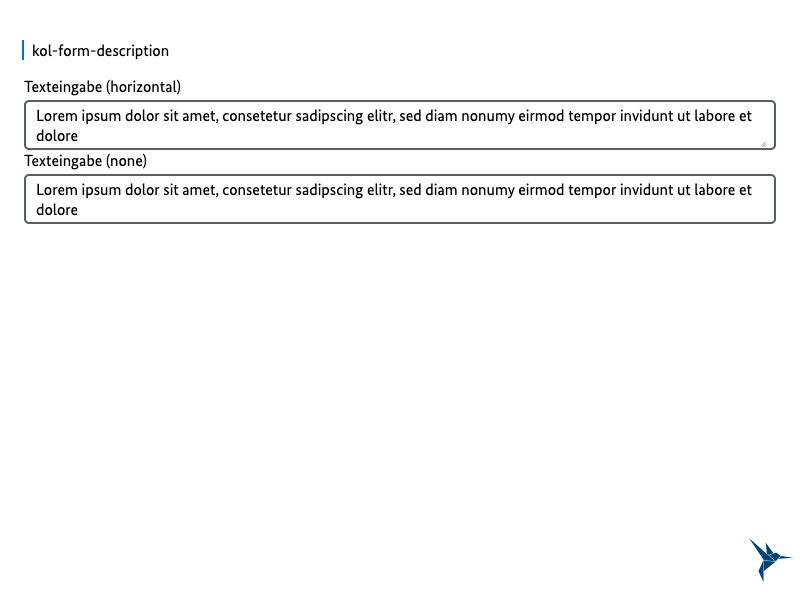 kol-form-description
Texteingabe (horizontal)
Lorem ipsum dolor sit amet, consetetur sadipscing elitr, sed diam nonumy eirmod tempor invidunt ut labore et
dolore
Texteingabe (none)
Lorem ipsum dolor sit amet, consetetur sadipscing elitr, sed diam nonumy eirmod tempor invidunt ut labore et
dolore